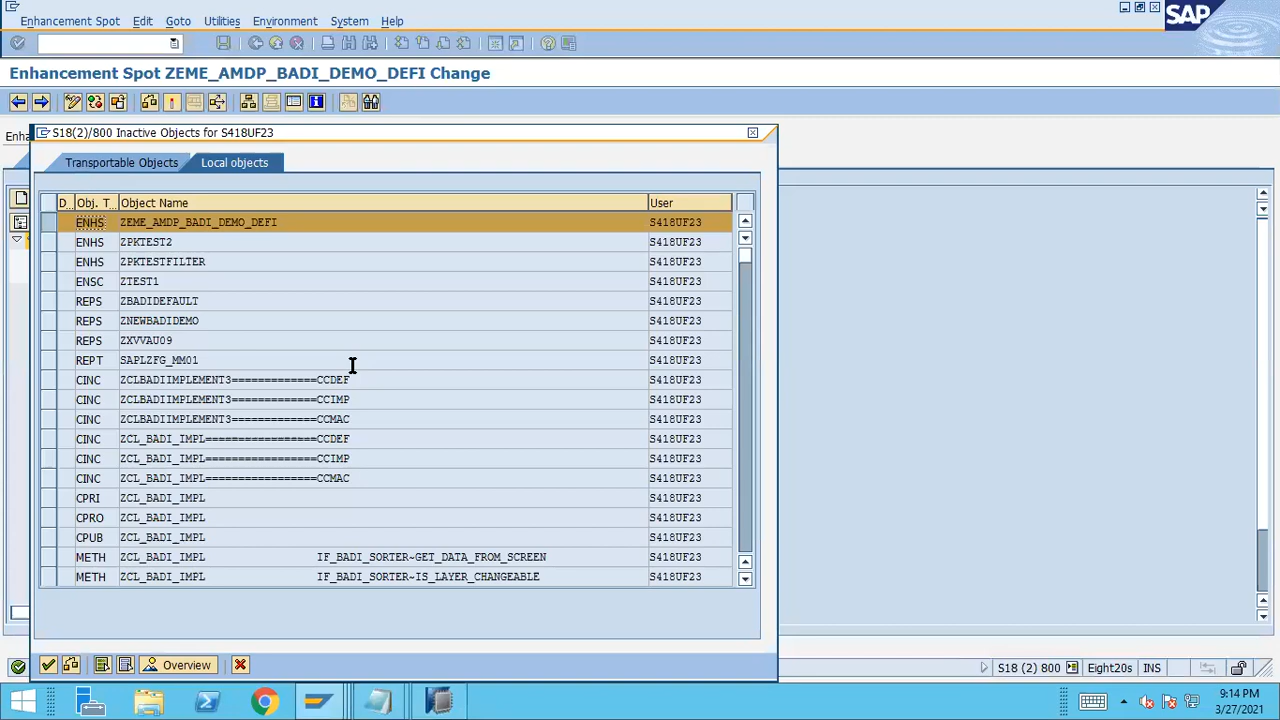 Enhancement Spot Edit Goto Utilities Environment System Help
SAP
Enhancement Spot ZEME_AMDP_BADI_DEMO_DEFI Change
Enha
S18(2)/800 Inactive Objects for S418UF23
Transportable Objects Local objects
D.. Obj. T... Object Name User
ENHS ZEME_AMDP_BADI_DEMO_DEFI S418UF23
ENHS ZPKTEST2 S418UF23
ENHS ZPKTESTFILTER S418UF23
ENSC ZTEST1 S418UF23
REPS ZBADIDEFAULT S418UF23
REPS ZNEWBADIDEMO S418UF23
REPS ZXVVAU09 S418UF23
REPT SAPLZFG_MM01 S418UF23
CINC ZCLBADIIMPLEMENT3=============CCDEF S418UF23
CINC ZCLBADIIMPLEMENT3=============CCIMP S418UF23
CINC ZCLBADIIMPLEMENT3=============CCMAC S418UF23
CINC ZCL_BADI_IMPL=================CCDEF S418UF23
CINC ZCL_BADI_IMPL=================CCIMP S418UF23
CINC ZCL_BADI_IMPL=================CCMAC S418UF23
CPRI ZCL_BADI_IMPL S418UF23
CPRO ZCL_BADI_IMPL S418UF23
CPUB ZCL_BADI_IMPL S418UF23
METH ZCL_BADI_IMPL IF_BADI_SORTER~GET_DATA_FROM_SCREEN S418UF23
METH ZCL_BADI_IMPL IF_BADI_SORTER~IS_LAYER_CHANGEABLE S418UF23
Overview
S18 (2) 800 Eight20s INS
9:14 PM
3/27/2021